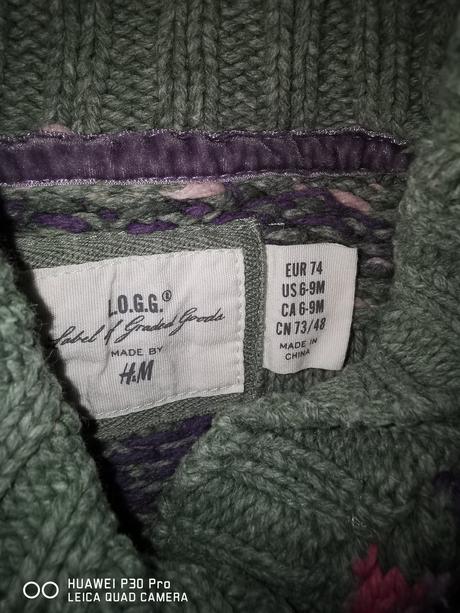 L.O.G.G.®
Label of Graded Goods
MADE BY
H&M
EUR 74
US 6-9M
CA 6-9M
CN 73/48
MADE IN
CHINA
HUAWEI P30 Pro
LEICA QUAD CAMERA